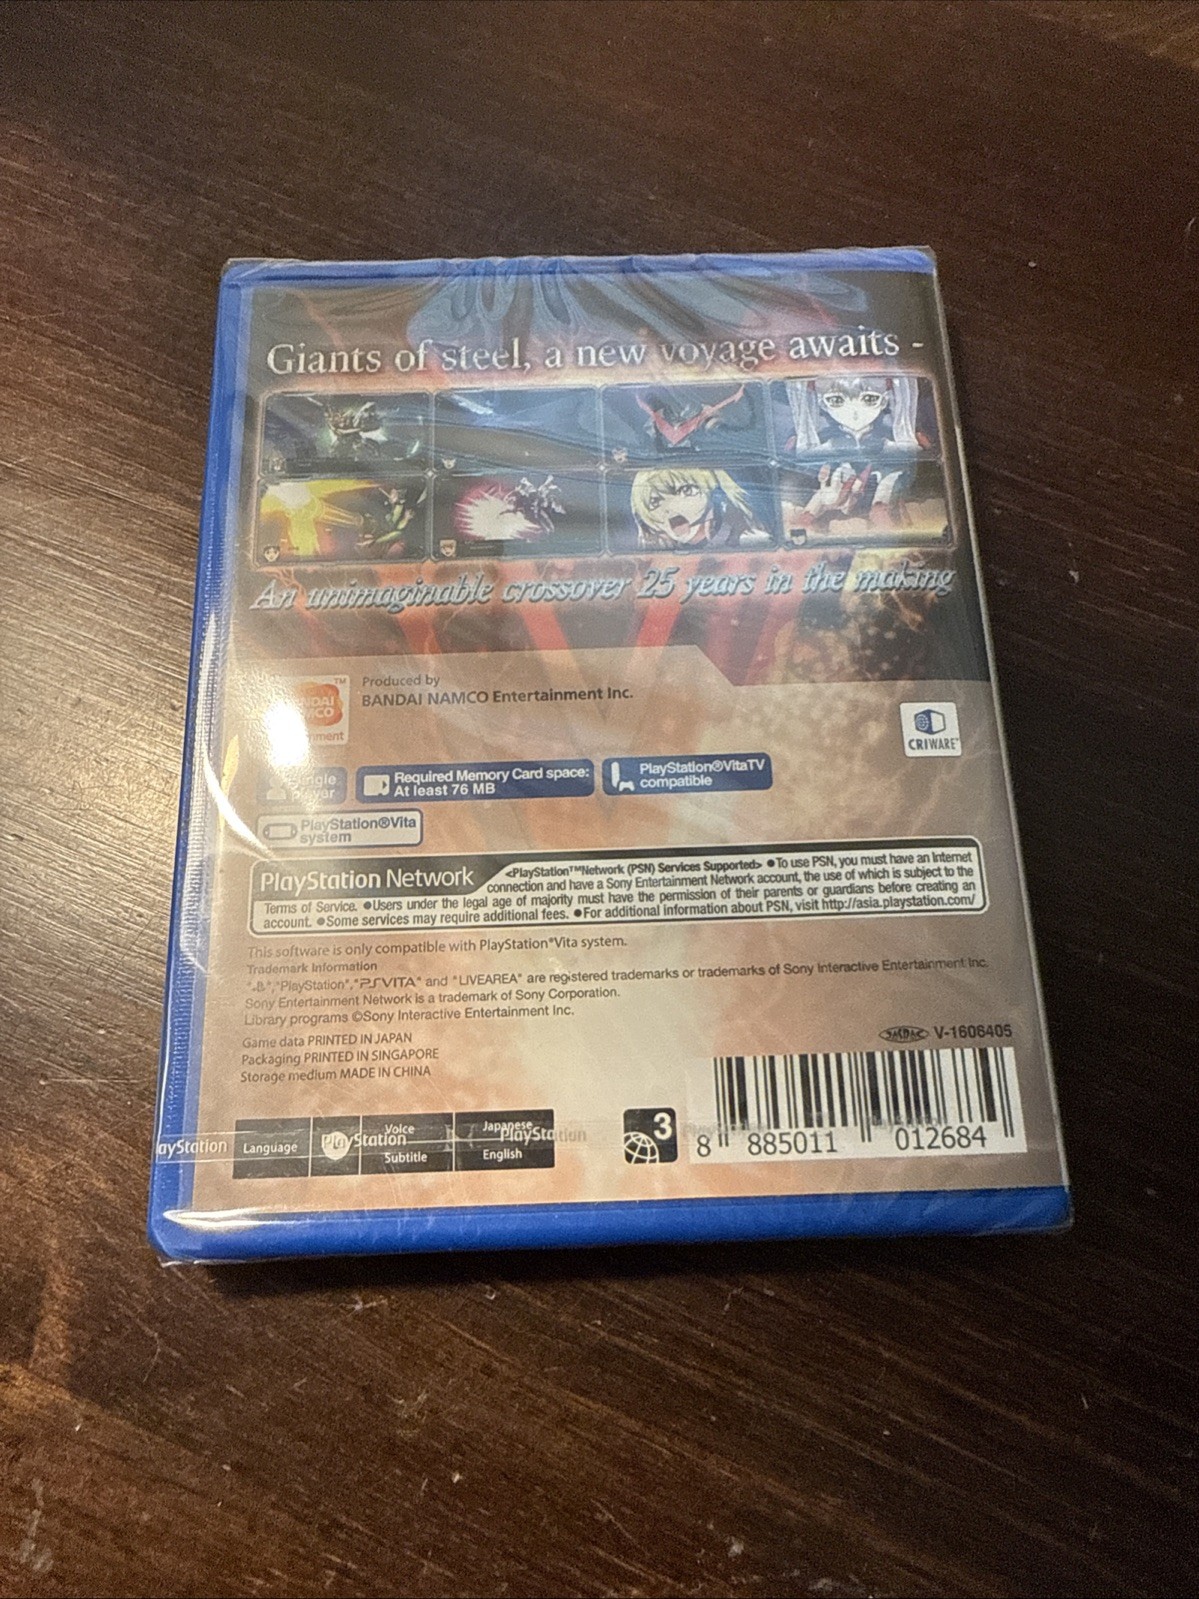 Giants of steel, a new voyage awaits -
An unimaginable crossover 25 years in the making
Produced by
BANDAI NAMCO Entertainment Inc.
CRIWARE
Required Memory Card space:
At least 76 MB
PlayStation®VitaTV
compatible
PlayStation®Vita
system
PlayStation Network
<PlayStation™Network (PSN) Services Supported> ●To use PSN, you must have an Internet
connection and have a Sony Entertainment Network account, the use of which is subject to the
Terms of Service. ●Users under the legal age of majority must have the permission of their parents or guardians before creating an
account. ●Some services may require additional fees. ●For additional information about PSN, visit http://asia.playstation.com/
This software is only compatible with PlayStation®Vita system.
Trademark Information
"PlayStation", "PSVITA" and "LIVEAREA" are registered trademarks or trademarks of Sony Interactive Entertainment Inc.
Sony Entertainment Network is a trademark of Sony Corporation.
Library programs ©Sony Interactive Entertainment Inc.
Game data PRINTED IN JAPAN
Packaging PRINTED IN SINGAPORE
Storage medium MADE IN CHINA
V-1606405
Language
Voice
Japanese
Subtitle
English
PlayStation
PlayStation
3
8 885011 012684